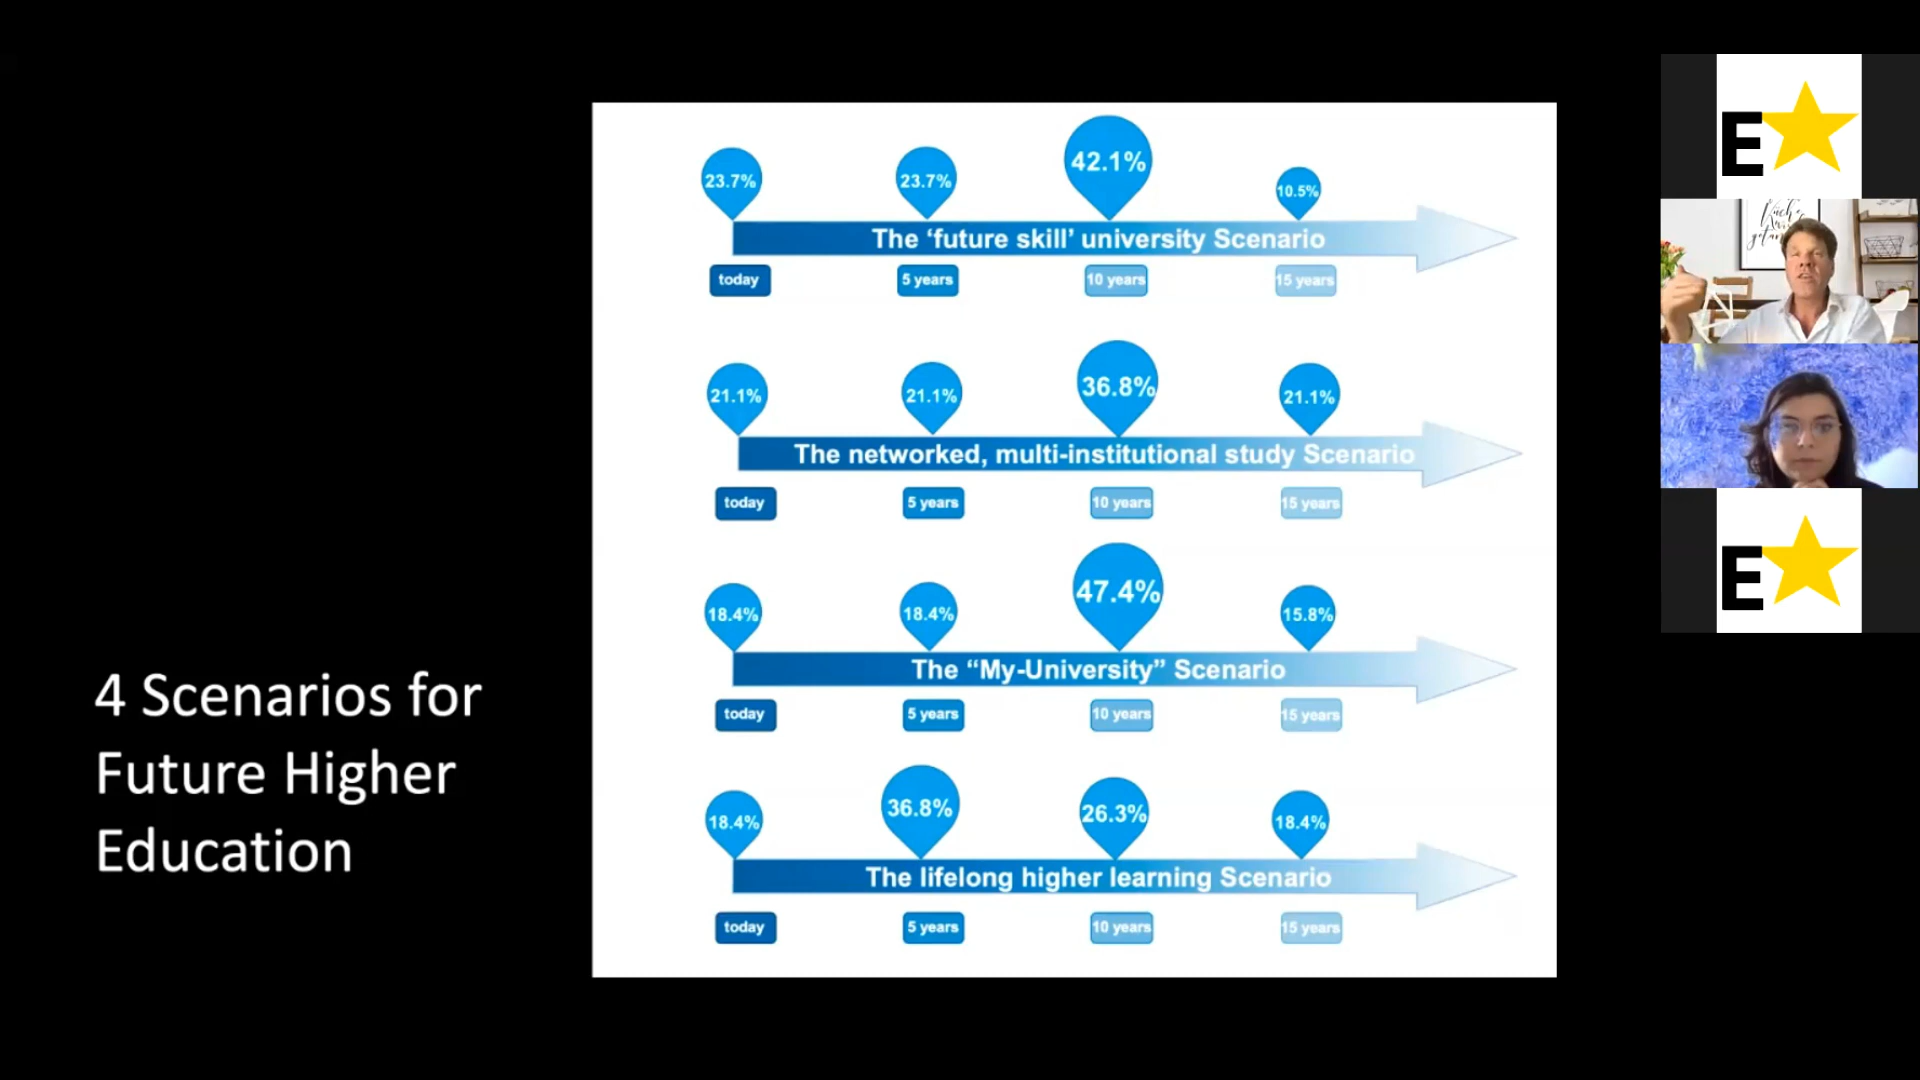 4 Scenarios for
Future Higher
Education
23.7% 23.7% 42.1% 10.5%
The ‘future skill’ university Scenario
today 5 years 10 years 15 years
21.1% 21.1% 36.8% 21.1%
The networked, multi-institutional study Scenario
today 5 years 10 years 15 years
18.4% 18.4% 47.4% 15.8%
The “My-University” Scenario
today 5 years 10 years 15 years
18.4% 36.8% 26.3% 18.4%
The lifelong higher learning Scenario
today 5 years 10 years 15 years
E
E